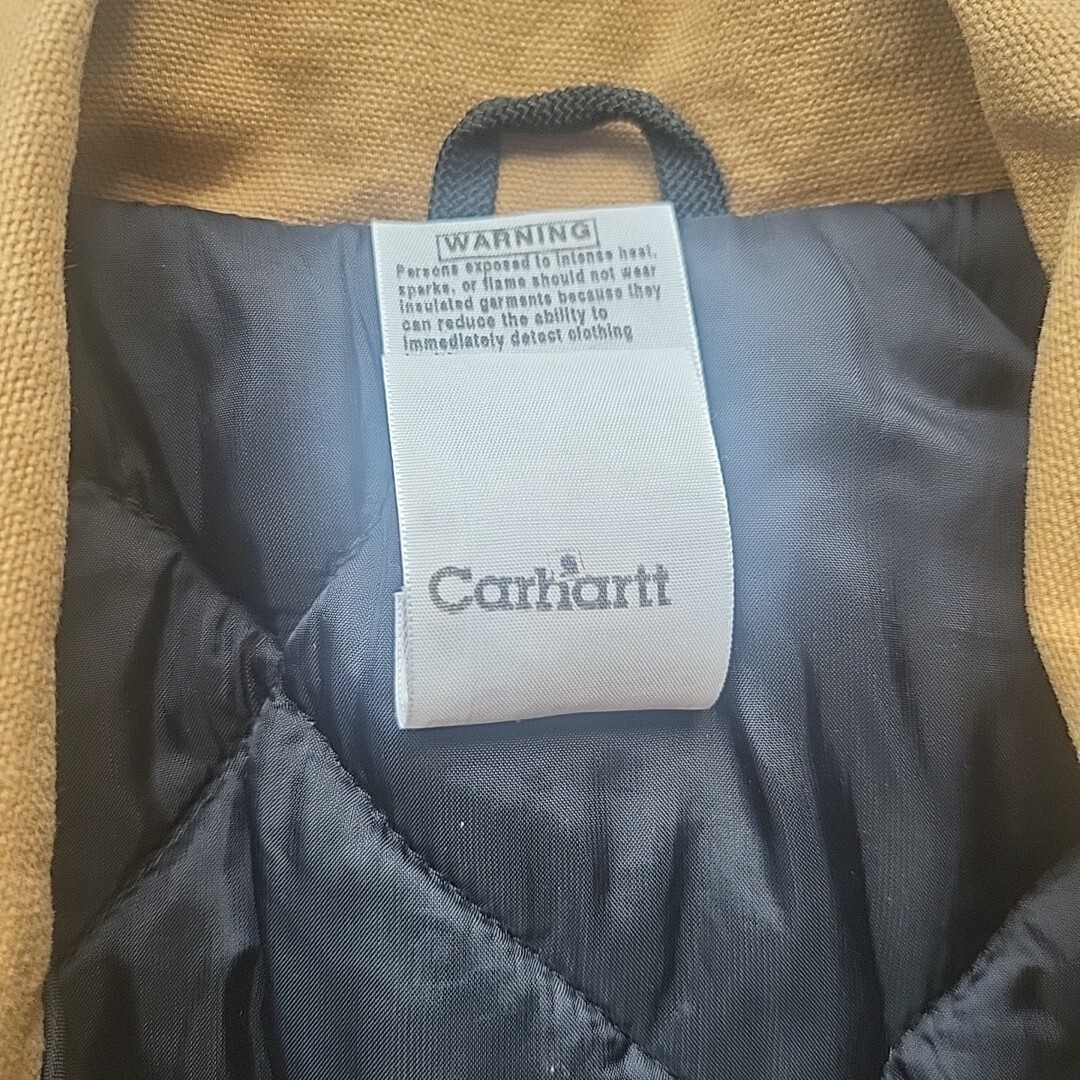 WARNING
Persons exposed to intense heat,
sparks, or flame should not wear
insulated garments because they
can reduce the ability to
immediately detect clothing
Carhartt